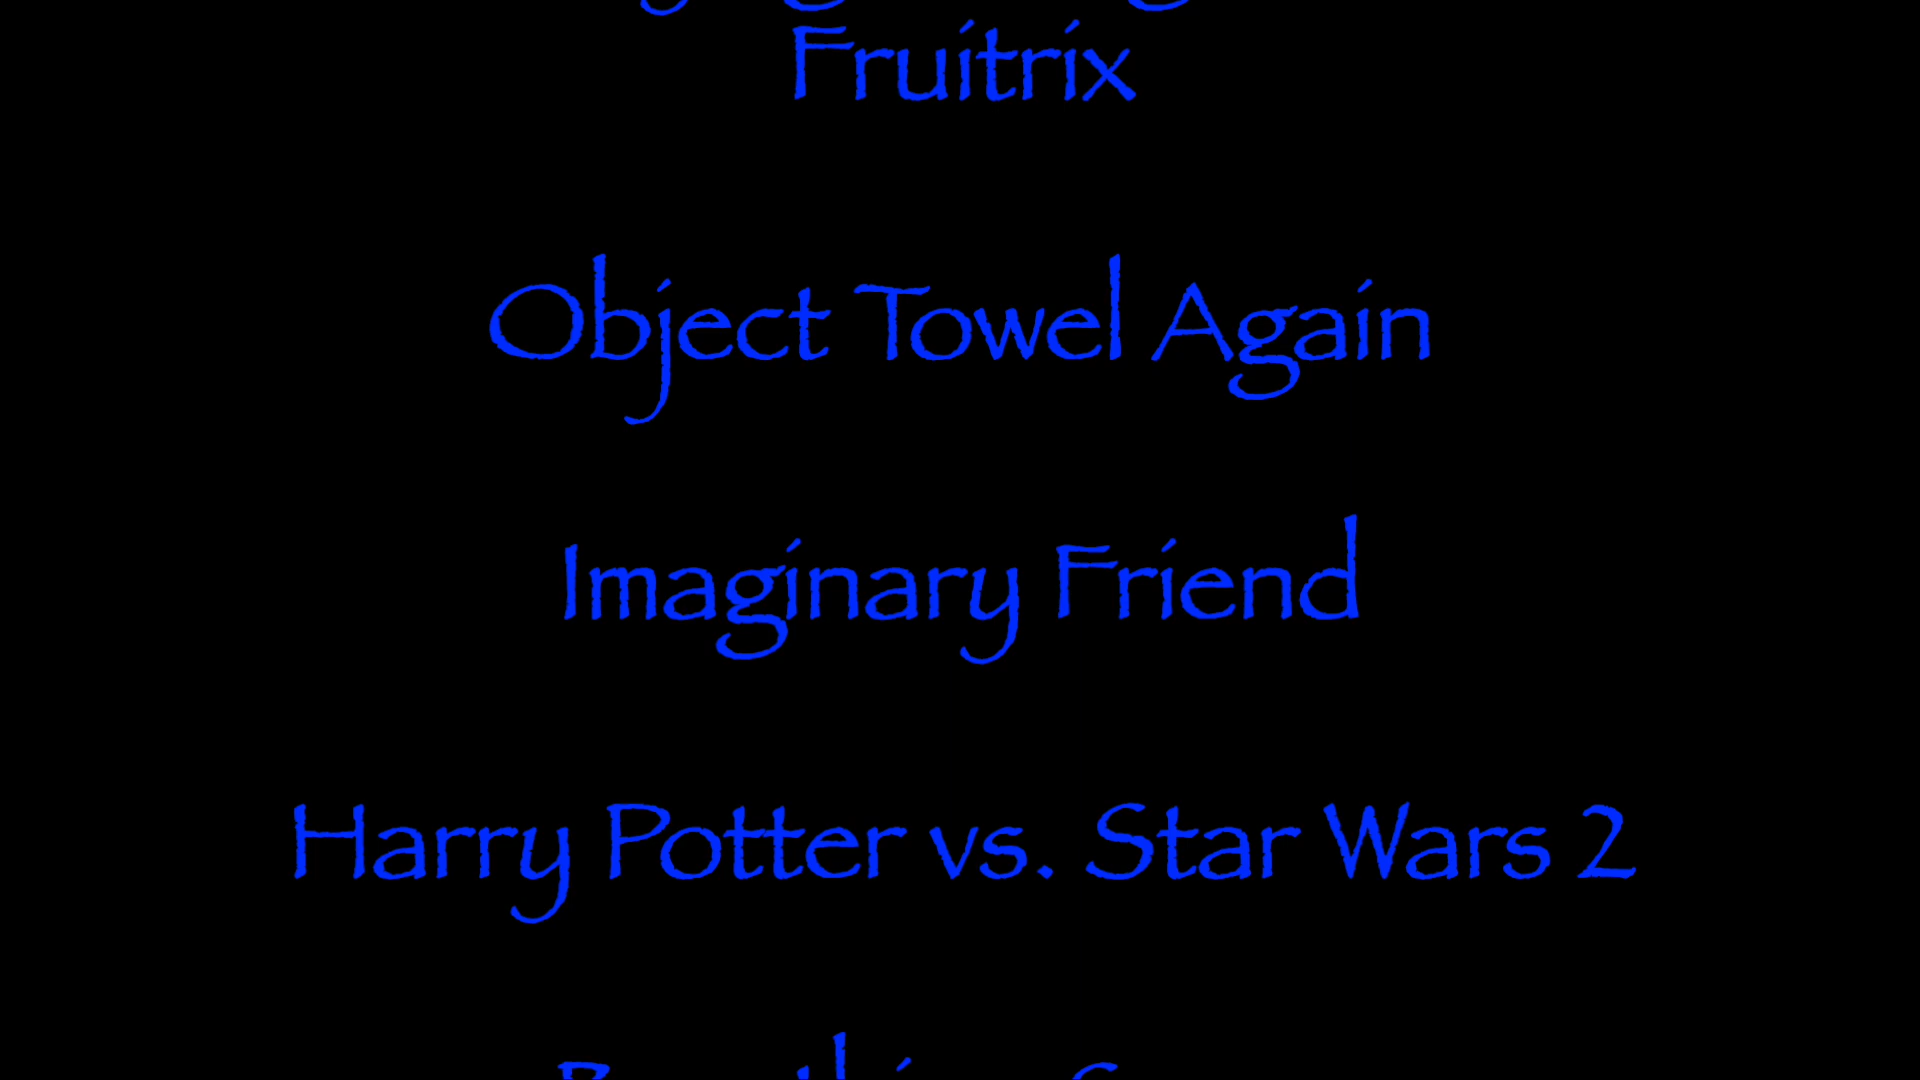 Fruitrix
Object Towel Again
Imaginary Friend
Harry Potter vs. Star Wars 2